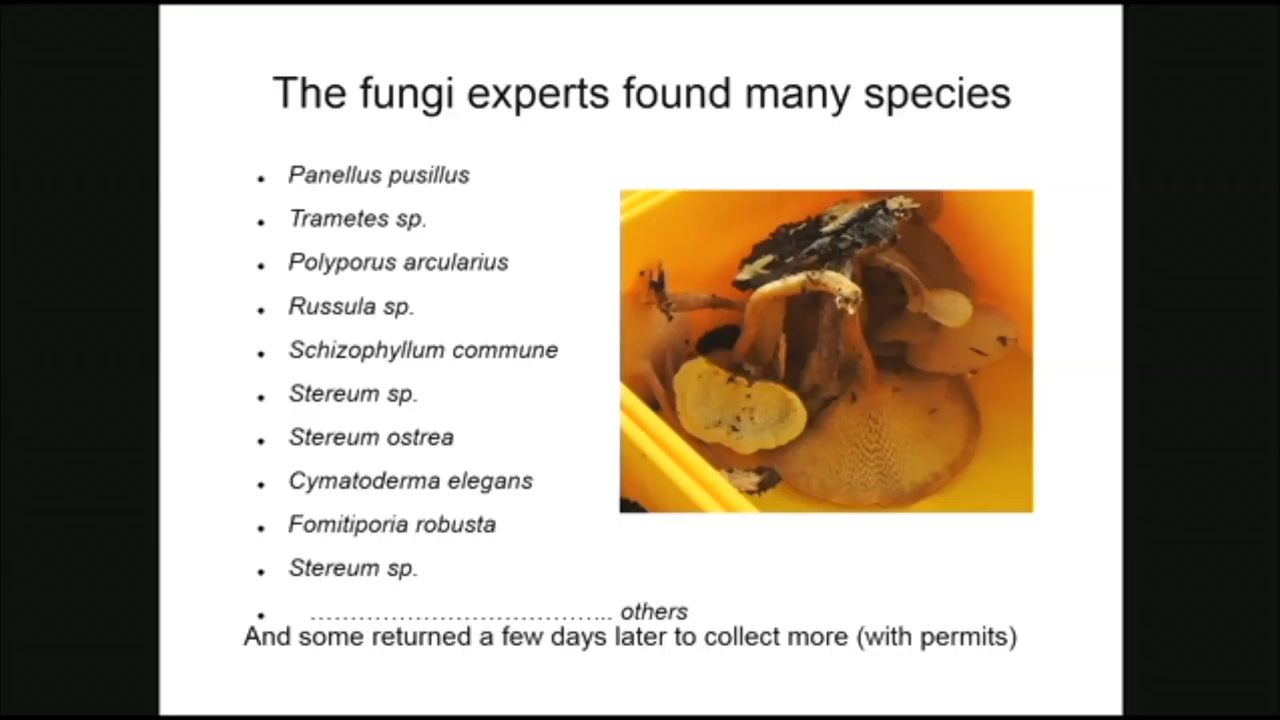 The fungi experts found many species
• Panellus pusillus
• Trametes sp.
• Polyporus arcularius
• Russula sp.
• Schizophyllum commune
• Stereum sp.
• Stereum ostrea
• Cymatoderma elegans
• Fomitiporia robusta
• Stereum sp.
• ……………………………….. others
And some returned a few days later to collect more (with permits)